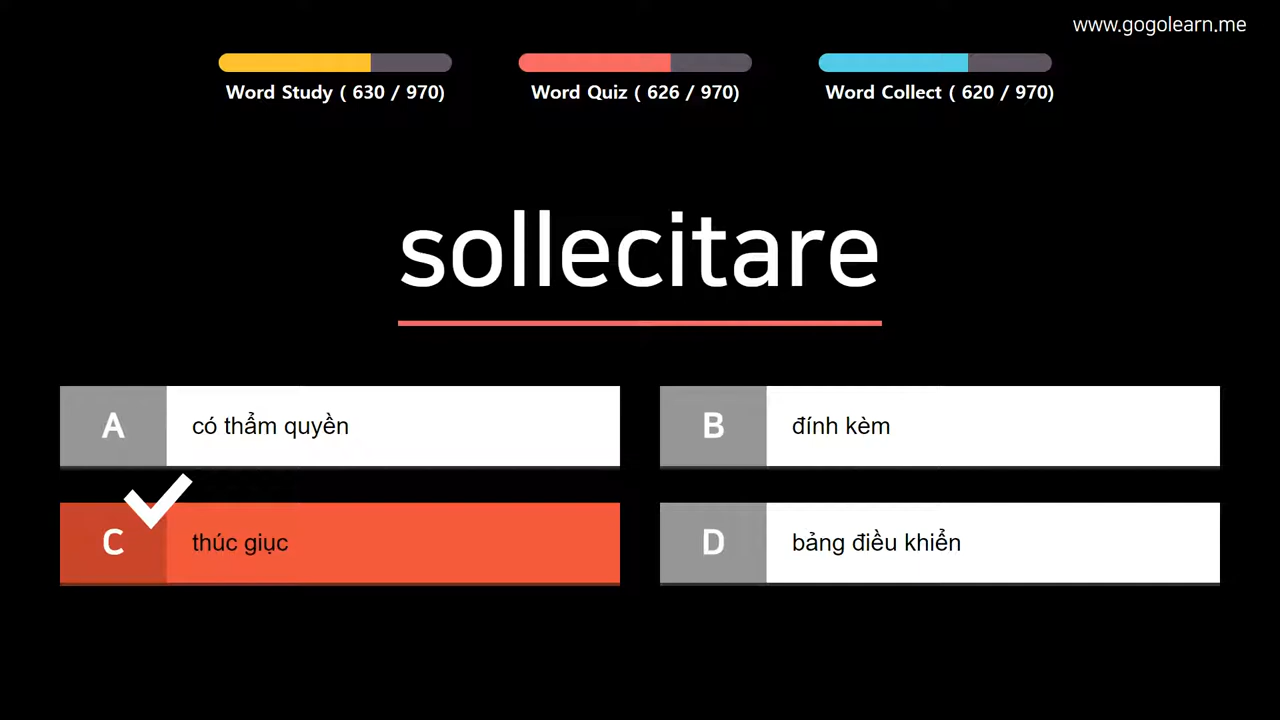 www.gogolearn.me
Word Study ( 630 / 970)
Word Quiz ( 626 / 970)
Word Collect ( 620 / 970)
sollecitare
A
có thẩm quyền
B
đính kèm
C
thúc giục
D
bảng điều khiển